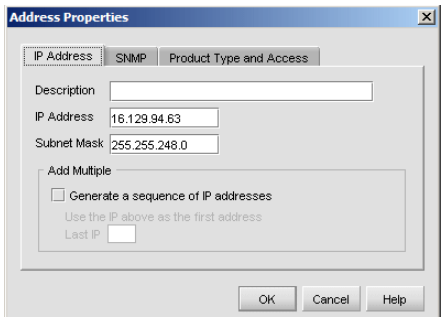 Address Properties
IP Address SNMP Product Type and Access
Description
IP Address 16.129.94.63
Subnet Mask 255.255.248.0
Add Multiple
Generate a sequence of IP addresses
Use the IP above as the first address
Last IP
OK Cancel Help